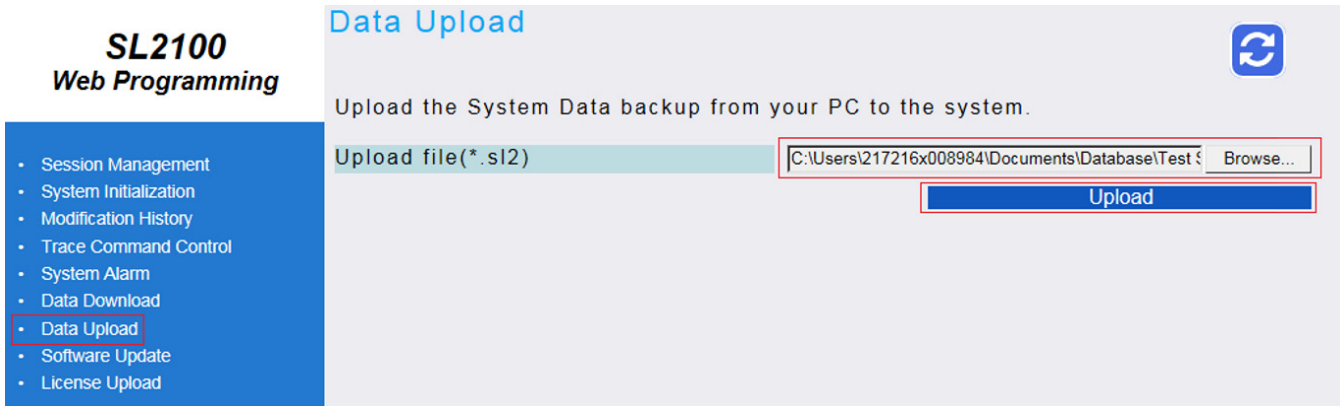 SL2100
Web Programming
• Session Management
• System Initialization
• Modification History
• Trace Command Control
• System Alarm
• Data Download
• Data Upload
• Software Update
• License Upload
Data Upload
Upload the System Data backup from your PC to the system.
Upload file(*.sl2)
C:\Users\217216x008984\Documents\Database\Test
Browse...
Upload